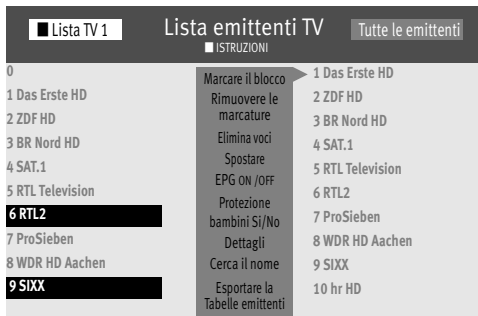 Lista TV 1
Lista emittenti TV
ISTRUZIONI
Tutte le emittenti
0
1 Das Erste HD
2 ZDF HD
3 BR Nord HD
4 SAT.1
5 RTL Television
6 RTL2
7 ProSieben
8 WDR HD Aachen
9 SIXX
Marcare il blocco
Rimuovere le
marcature
Elimina voci
Spostare
EPG ON /OFF
Protezione
bambini Si/No
Dettagli
Cerca il nome
Esportare la
Tabelle emittenti
1 Das Erste HD
2 ZDF HD
3 BR Nord HD
4 SAT.1
5 RTL Television
6 RTL2
7 ProSieben
8 WDR HD Aachen
9 SIXX
10 hr HD